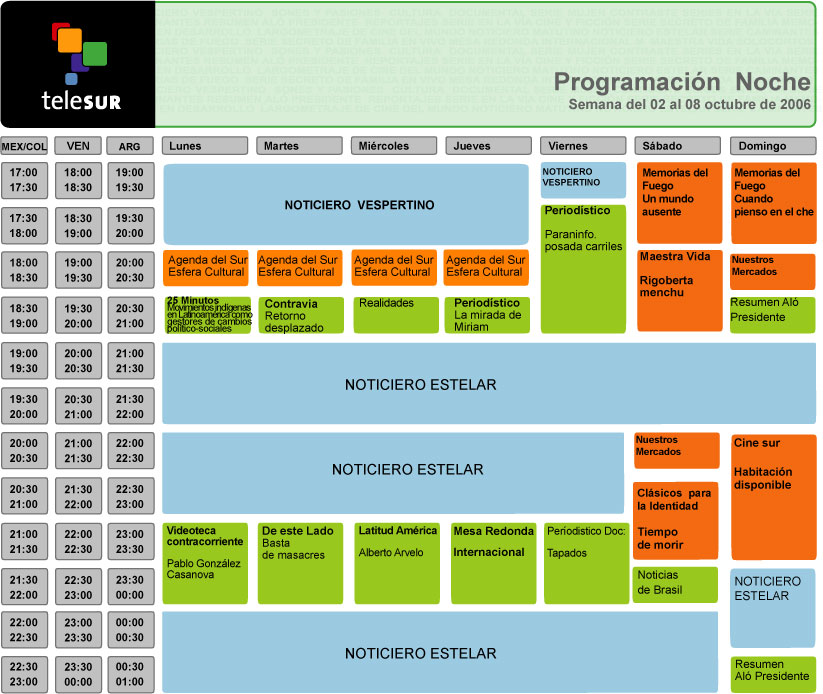 teleSUR
Programación Noche
Semana del 02 al 08 octubre de 2006
MEX/COL VEN ARG Lunes Martes Miércoles Jueves Viernes Sábado Domingo
17:00 18:00 19:00
17:30 18:30 19:30
NOTICIERO VESPERTINO
NOTICIERO
VESPERTINO
Memorias del
Fuego
Un mundo
ausente
Memorias del
Fuego
Cuando
pienso en el che
17:30 18:30 19:30
18:00 19:00 20:00
Periodístico
Paraninfo.
posada carriles
18:00 19:00 20:00
18:30 19:30 20:30
Agenda del Sur
Esfera Cultural
Agenda del Sur
Esfera Cultural
Agenda del Sur
Esfera Cultural
Agenda del Sur
Esfera Cultural
Maestra Vida
Rigoberta
menchu
Nuestros
Mercados
18:30 19:30 20:30
19:00 20:00 21:00
25 Minutos
Movimientos indígenas
en Latinoamerica como
gestores de cambios
político-sociales
Contravía
Retorno
desplazado
Realidades
Periodístico
La mirada de
Miriam
Resumen Aló
Presidente
19:00 20:00 21:00
19:30 20:30 21:30
NOTICIERO ESTELAR
19:30 20:30 21:30
20:00 21:00 22:00
20:00 21:00 22:00
20:30 21:30 22:30
NOTICIERO ESTELAR
Nuestros
Mercados
Cine sur
Habitación
disponible
20:30 21:30 22:30
21:00 22:00 23:00
Clásicos para
la Identidad
Tiempo
de morir
21:00 22:00 23:00
21:30 22:30 23:30
Videoteca
contracorriente
Pablo González
Casanova
De este Lado
Basta
de masacres
Latitud América
Alberto Arvelo
Mesa Redonda
Internacional
Períodistico Doc:
Tapados
21:30 22:30 23:30
22:00 23:00 00:00
Noticias
de Brasil
NOTICIERO
ESTELAR
22:00 23:00 00:00
22:30 23:30 00:30
NOTICIERO ESTELAR
22:30 23:30 00:30
23:00 00:00 01:00
Resumen
Aló Presidente